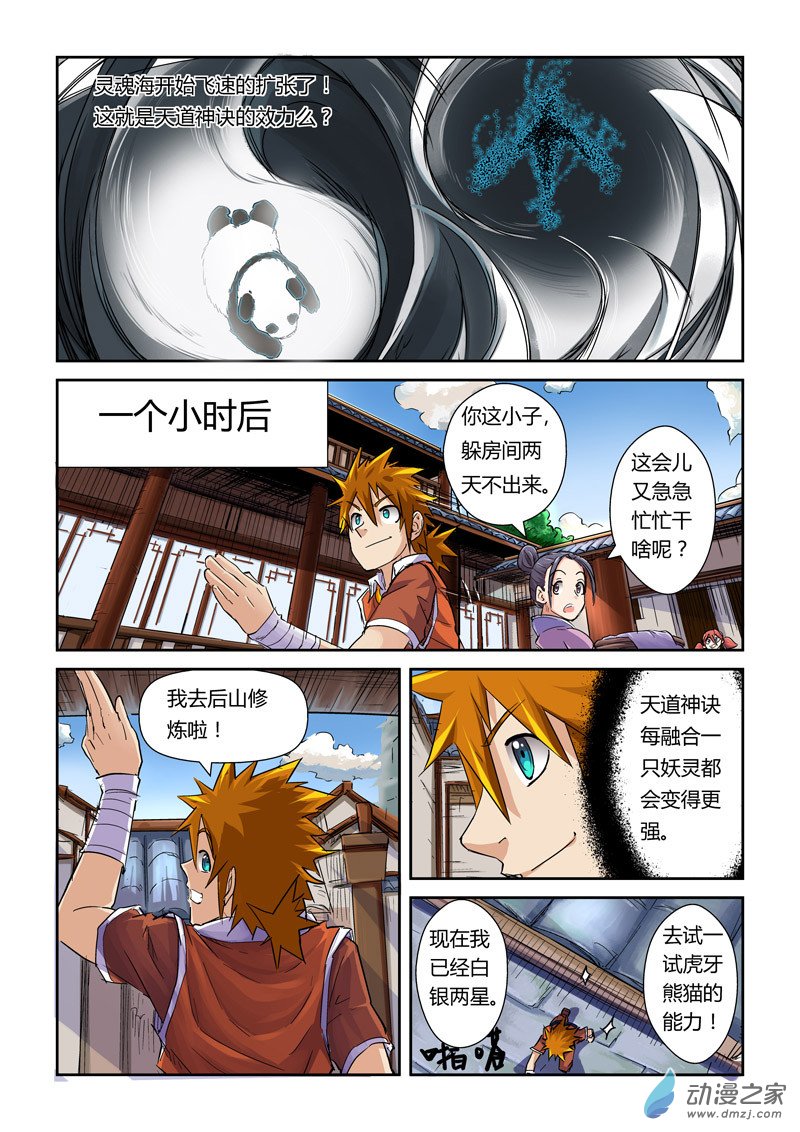 灵魂海开始飞速的扩张了！
这就是天道神诀的效力么？
一个小时后
你这小子，
躲房间两
天不出来。
这会儿
又急急
忙忙干
啥呢？
我去后山修
炼啦！
天道神诀
每融合一
只妖灵都
会变得更
强。
现在我
已经白
银两星。
去试一
试虎牙
熊猫的
能力！
啪嗒
动漫之家
www.dmzj.com